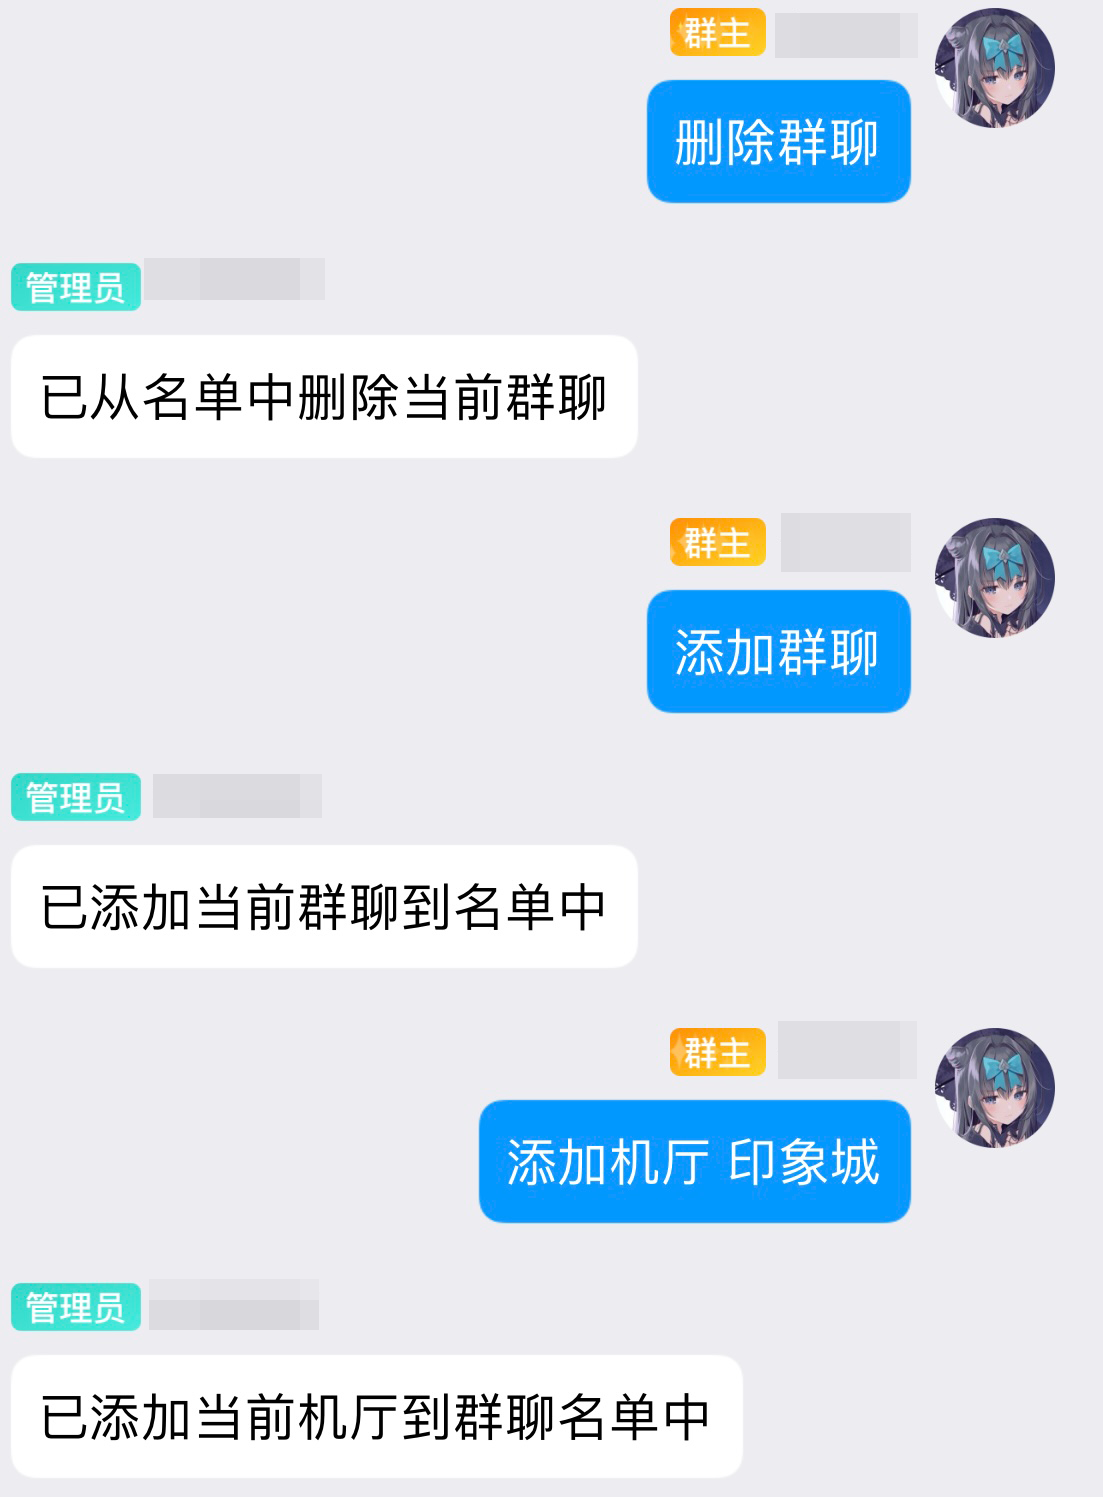 群主
删除群聊
管理员
已从名单中删除当前群聊
群主
添加群聊
管理员
已添加当前群聊到名单中
群主
添加机厅 印象城
管理员
已添加当前机厅到群聊名单中